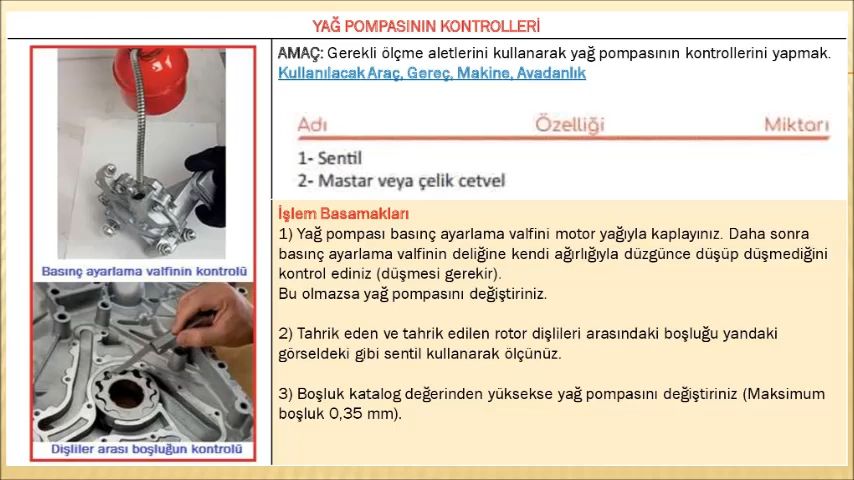 YAĞ POMPASININ KONTROLLERİ
AMAÇ: Gerekli ölçme aletlerini kullanarak yağ pompasının kontrollerini yapmak.
Kullanılacak Araç, Gereç, Makine, Avadanlık
Adı Özelliği Miktarı
1- Sentil
2- Mastar veya çelik cetvel
Basınç ayarlama valfinin kontrolü
Dişliler arası boşluğun kontrolü
İşlem Basamakları
1) Yağ pompası basınç ayarlama valfini motor yağıyla kaplayınız. Daha sonra
basınç ayarlama valfinin deliğine kendi ağırlığıyla düzgünce düşüp düşmediğini
kontrol ediniz (düşmesi gerekir).
Bu olmazsa yağ pompasını değiştiriniz.
2) Tahrik eden ve tahrik edilen rotor dişlileri arasındaki boşluğu yandaki
görseldeki gibi sentil kullanarak ölçünüz.
3) Boşluk katalog değerinden yüksekse yağ pompasını değiştiriniz (Maksimum
boşluk 0,35 mm).